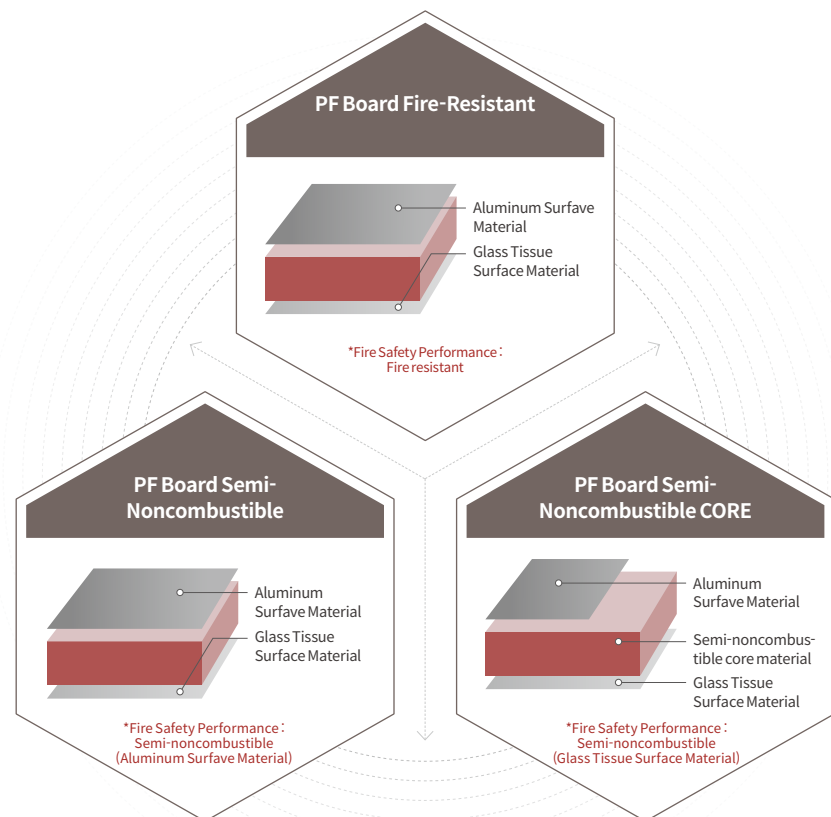 PF Board Fire-Resistant
Aluminum Surfave
Material
Glass Tissue
Surface Material
*Fire Safety Performance :
Fire resistant
PF Board Semi-
Noncombustible
Aluminum
Surfave Material
Glass Tissue
Surface Material
*Fire Safety Performance :
Semi-noncombustible
(Aluminum Surfave Material)
PF Board Semi-
Noncombustible CORE
Aluminum
Surfave Material
Semi-noncombus-
tible core material
Glass Tissue
Surface Material
*Fire Safety Performance :
Semi-noncombustible
(Glass Tissue Surface Material)